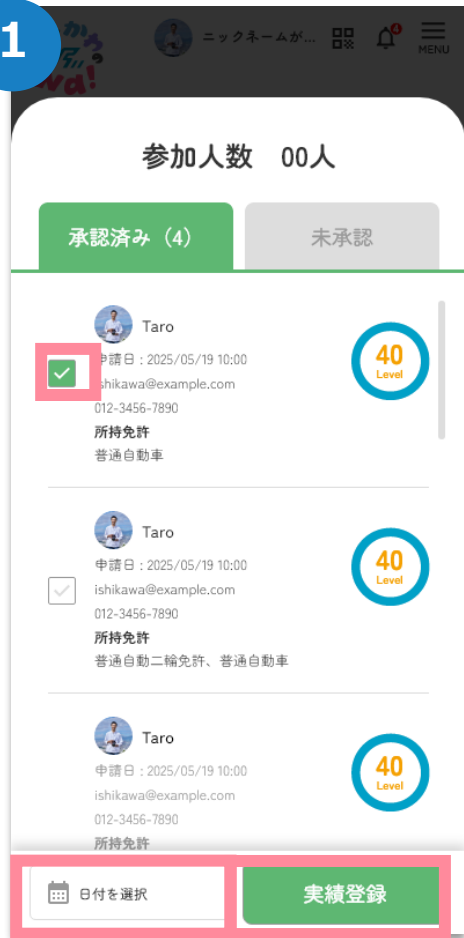 1
ニックネームが...
4
MENU
wa!
参加人数 00人
承認済み (4)
未承認
Taro
申請日 : 2025/05/19 10:00
ishikawa@example.com
012-3456-7890
所持免許
普通自動車
40
Level
Taro
申請日 : 2025/05/19 10:00
ishikawa@example.com
012-3456-7890
所持免許
普通自動二輪免許、普通自動車
40
Level
Taro
申請日 : 2025/05/19 10:00
ishikawa@example.com
012-3456-7890
所持免許
40
Level
日付を選択
実績登録